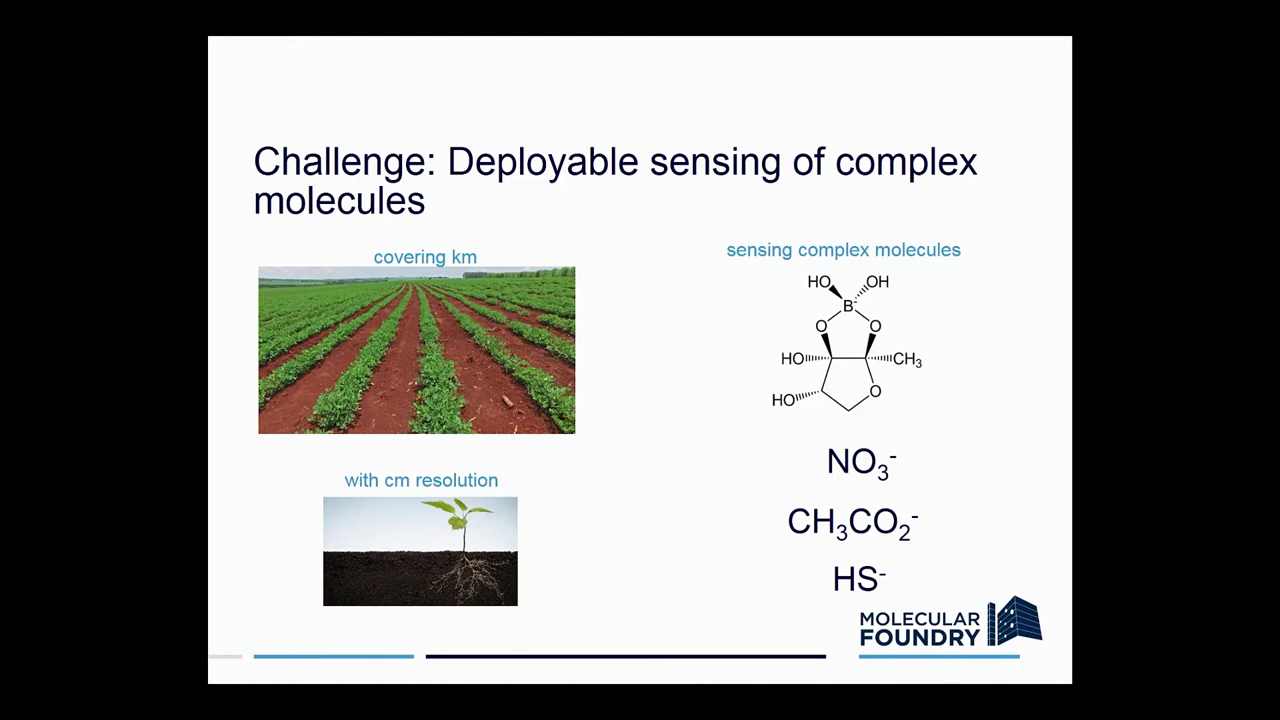 Challenge: Deployable sensing of complex
molecules
covering km
with cm resolution
sensing complex molecules
HO OH
B-
O O
HO CH₃
HO O
NO₃⁻
CH₃CO₂⁻
HS⁻
MOLECULAR
FOUNDRY